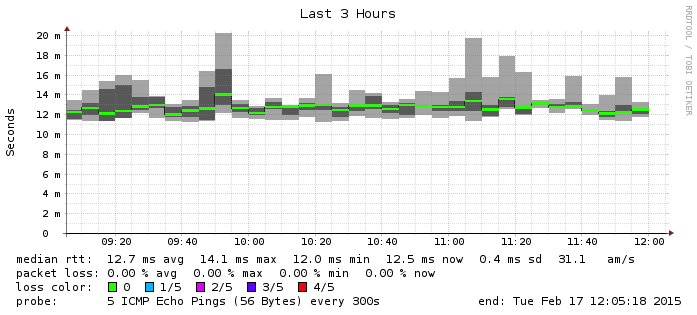 Last 3 Hours
RRDTOOL / TOBI OETIKER
Seconds
20 m
18 m
16 m
14 m
12 m
10 m
8 m
6 m
4 m
2 m
0
09:20 09:40 10:00 10:20 10:40 11:00 11:20 11:40 12:00
median rtt: 12.7 ms avg 14.1 ms max 12.0 ms min 12.5 ms now 0.4 ms sd 31.1 am/s
packet loss: 0.00 % avg 0.00 % max 0.00 % min 0.00 % now
loss color: 0 1/5 2/5 3/5 4/5
probe: 5 ICMP Echo Pings (56 Bytes) every 300s end: Tue Feb 17 12:05:18 2015